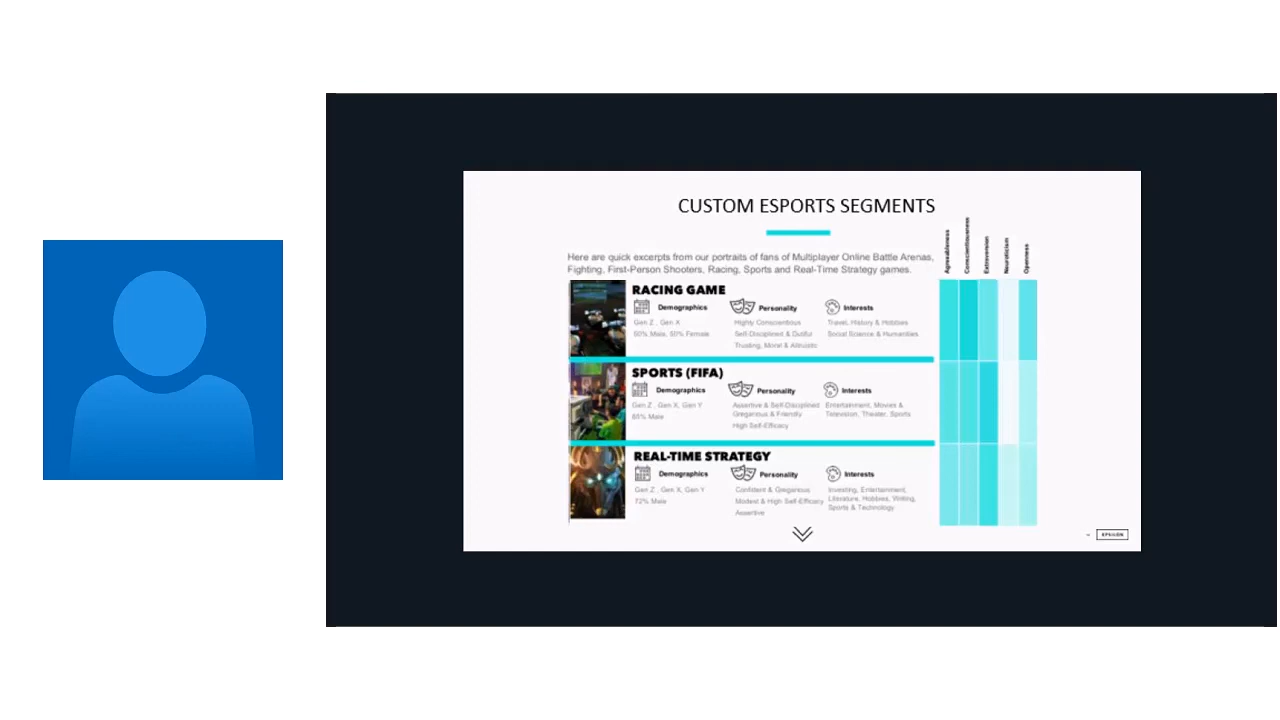 CUSTOM ESPORTS SEGMENTS
Here are quick excerpts from our portraits of fans of Multiplayer Online Battle Arenas,
Fighting, First-Person Shooters, Racing, Sports and Real-Time Strategy games.
Agreeableness
Conscientiousness
Extroversion
Neuroticism
Openness
RACING GAME
Demographics
Gen Z , Gen X
50% Male, 50% Female
Personality
Highly Conscientious
Self-Disciplined & Dutiful
Trusting, Moral & Altruistic
Interests
Travel, History & Hobbies
Social Science & Humanities
SPORTS (FIFA)
Demographics
Gen Z , Gen X, Gen Y
85% Male
Personality
Assertive & Self-Disciplined
Gregarious & Friendly
High Self-Efficacy
Interests
Entertainment, Movies &
Television, Theater, Sports
REAL-TIME STRATEGY
Demographics
Gen Z , Gen X, Gen Y
72% Male
Personality
Confident & Gregarious
Modest & High Self-Efficacy
Assertive
Interests
Investing, Entertainment,
Literature, Hobbies, Writing,
Sports & Technology